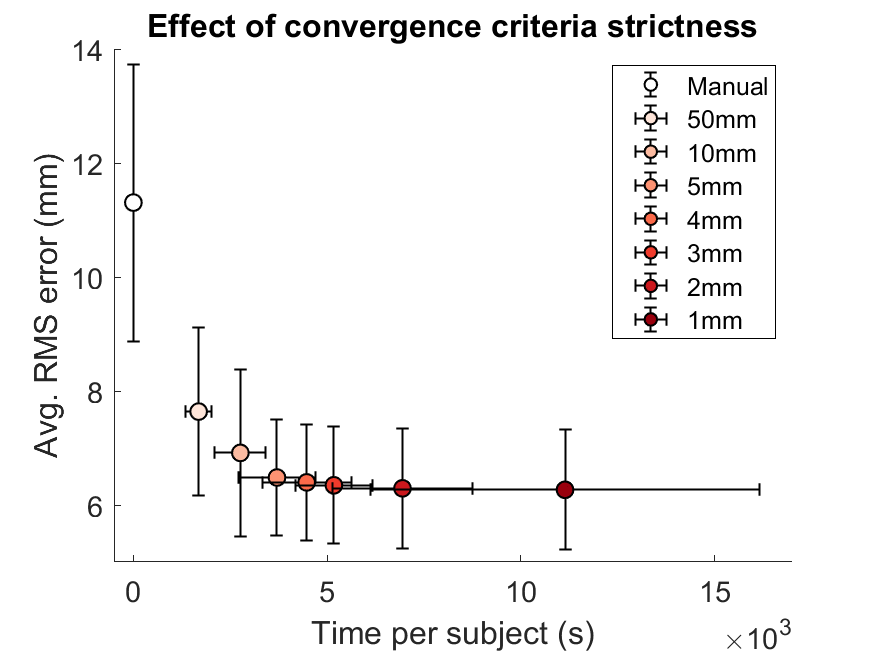 Effect of convergence criteria strictness
14
12
10
8
6
Avg. RMS error (mm)
Manual
50mm
10mm
5mm
4mm
3mm
2mm
1mm
0 5 10 15
Time per subject (s)
×10³